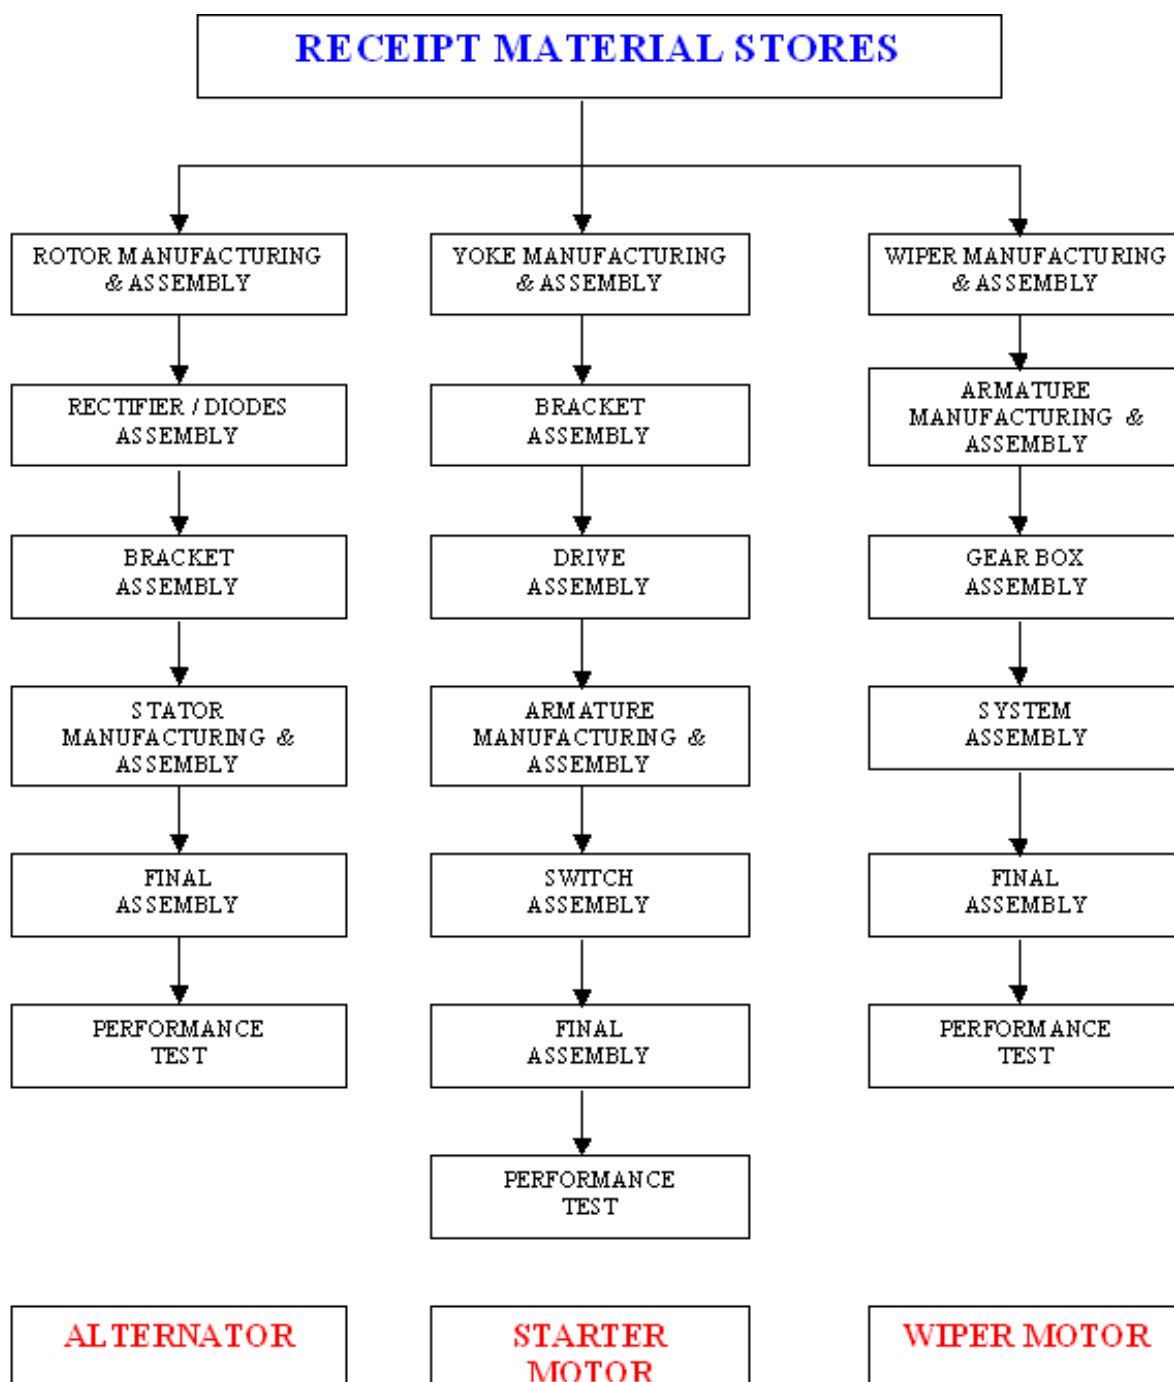 RECEIPT MATERIAL STORES
ROTOR MANUFACTURING
& ASSEMBLY
YOKE MANUFACTURING
& ASSEMBLY
WIPER MANUFACTURING
& ASSEMBLY
RECTIFIER / DIODES
ASSEMBLY
BRACKET
ASSEMBLY
ARMATURE
MANUFACTURING &
ASSEMBLY
BRACKET
ASSEMBLY
DRIVE
ASSEMBLY
GEAR BOX
ASSEMBLY
STATOR
MANUFACTURING &
ASSEMBLY
ARMATURE
MANUFACTURING &
ASSEMBLY
SYSTEM
ASSEMBLY
FINAL
ASSEMBLY
SWITCH
ASSEMBLY
FINAL
ASSEMBLY
PERFORMANCE
TEST
FINAL
ASSEMBLY
PERFORMANCE
TEST
PERFORMANCE
TEST
ALTERNATOR
STARTER
MOTOR
WIPER MOTOR